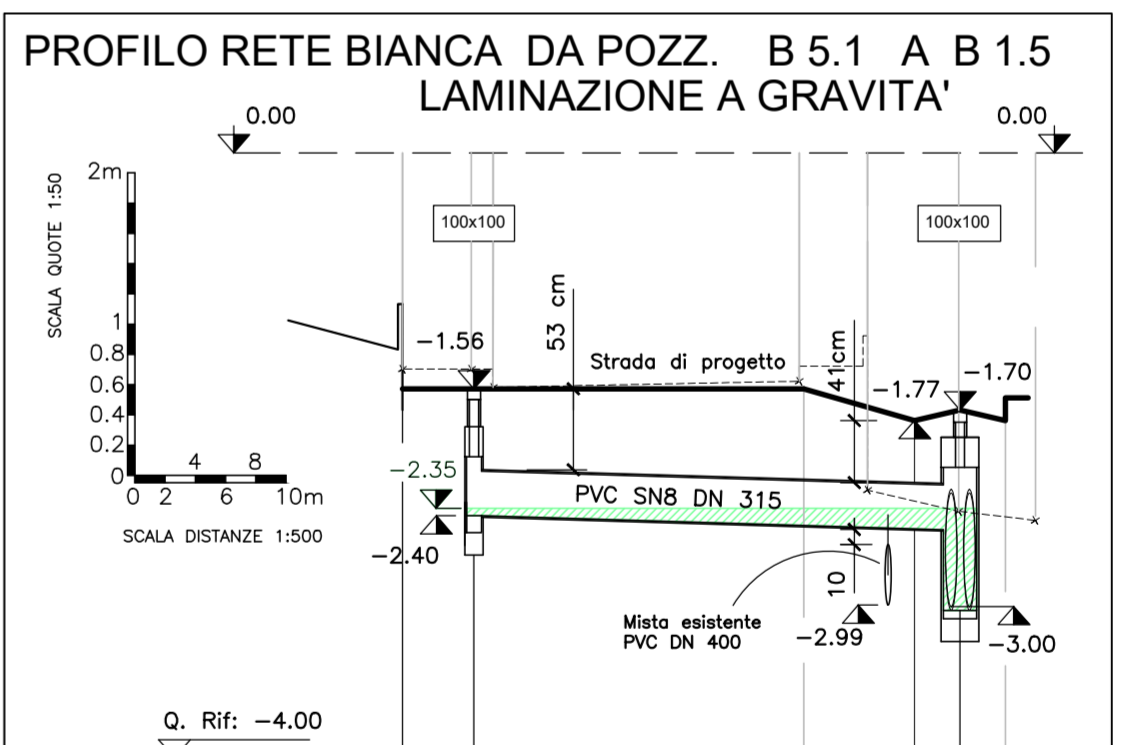 PROFILO RETE BIANCA DA POZZ. B 5.1 A B 1.5
LAMINAZIONE A GRAVITA'
0.00
0.00
SCALA QUOTE 1:50
2m
1
0.8
0.6
0.4
0.2
0
4 8
0 2 6 10m
SCALA DISTANZE 1:500
100x100
100x100
-1.56
53 cm
Strada di progetto
41cm
-1.77
-1.70
-2.35
PVC SN8 DN 315
-2.40
10
Mista esistente
PVC DN 400
-2.99
-3.00
Q. Rif: -4.00